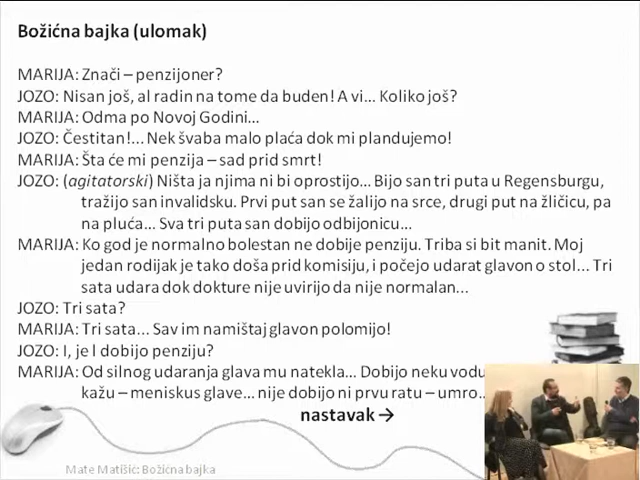 Božićna bajka (ulomak)
MARIJA: Znači – penzijoner?
JOZO: Nisan još, al radin na tome da buden! A vi... Koliko još?
MARIJA: Odma po Novoj Godini...
JOZO: Čestitan!... Nek švaba malo plaća dok mi plandujemo!
MARIJA: Šta će mi penzija – sad prid smrt!
JOZO: (agitatorski) Ništa ja njima ni bi oprostijo... Bijo san tri puta u Regensburgu,
tražijo san invalidsku. Prvi put san se žalijo na srce, drugi put na žličicu, pa
na pluća... Sva tri puta san dobijo odbijonicu...
MARIJA: Ko god je normalno bolestan ne dobije penziju. Triba si bit manit. Moj
jedan rodijak je tako doša prid komisiju, i počejo udarat glavon o stol... Tri
sata udara dok dokture nije uvirijo da nije normalan...
JOZO: Tri sata?
MARIJA: Tri sata... Sav im namištaj glavon polomijo!
JOZO: I, je l dobijo penziju?
MARIJA: Od silnog udaranja glava mu natekla... Dobijo neku vodu
kažu – meniskus glave... nije dobijo ni prvu ratu – umro...
nastavak →
Mate Matišić: Božićna bajka